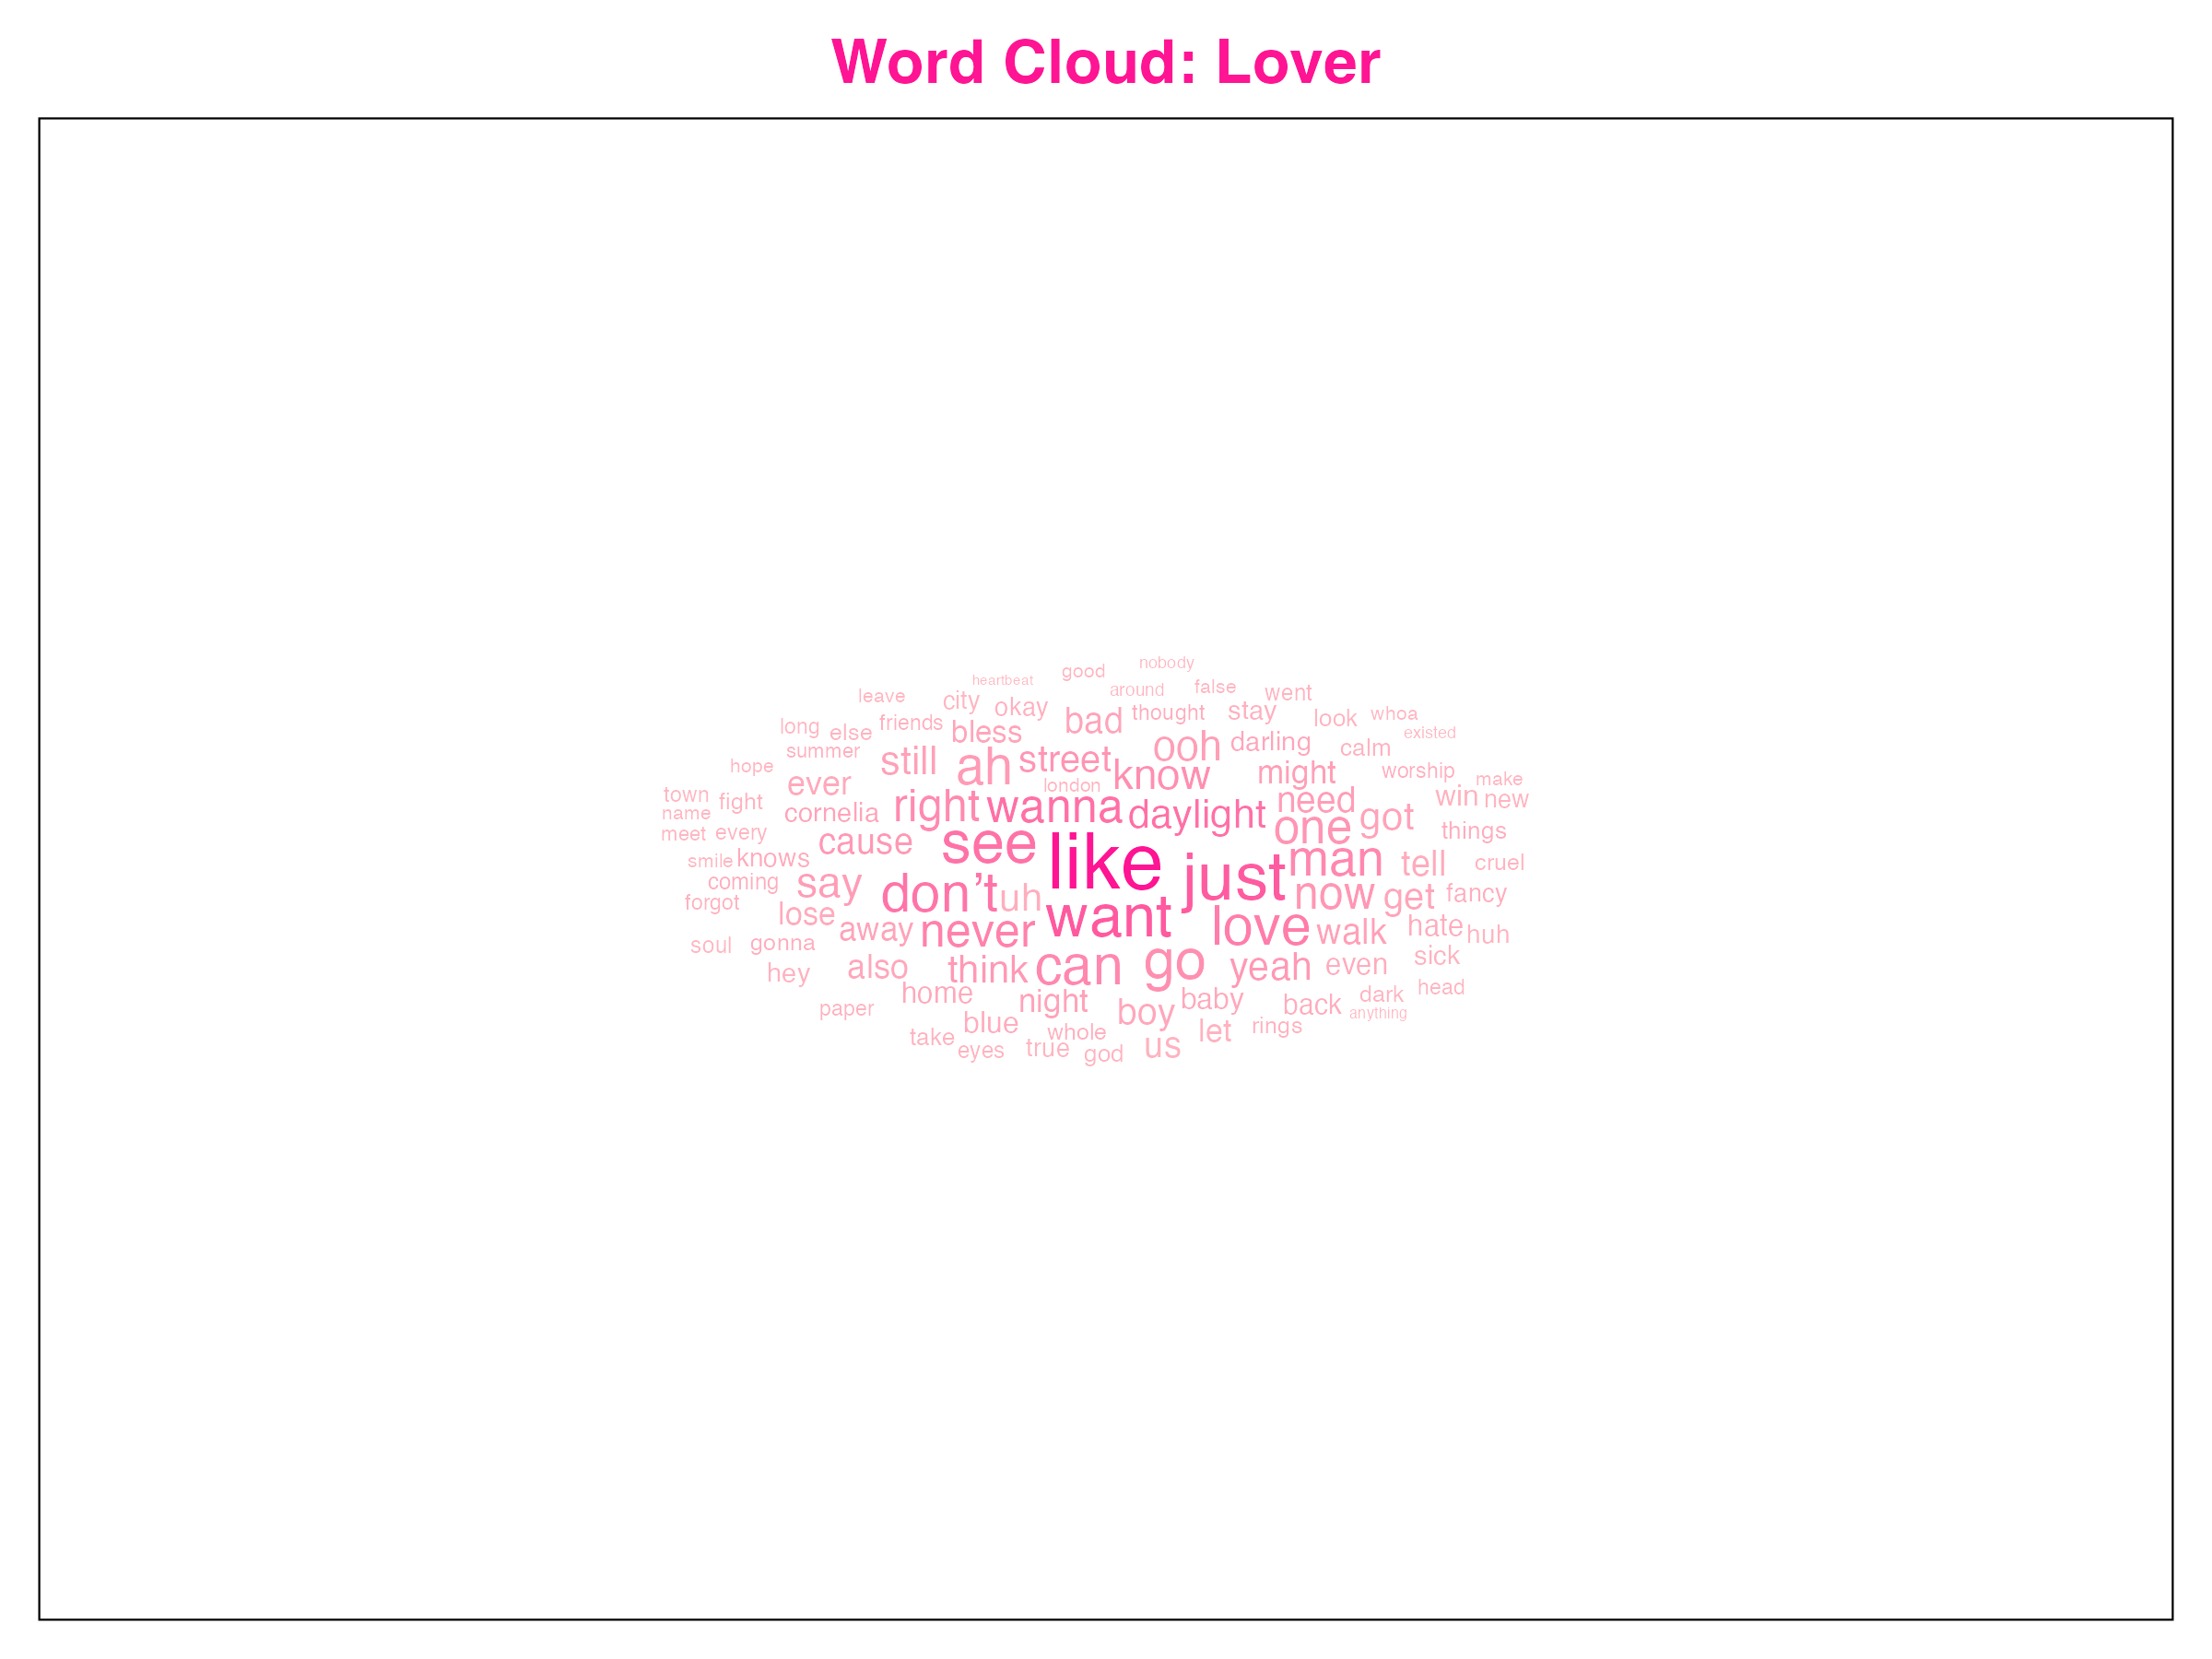 Word Cloud: Lover
nobody
good
heartbeat
around false went
leave city okay
bad thought stay look whoa
long else friends bless
existed
summer still ah street ooh darling calm
hope ever london know might worship make
town fight cornelia right wanna daylight need win new
name
meet every cause see like one got things
smile knows just man tell cruel
coming say don't uh now get fancy
forgot lose want
soul gonna away never love walk hate huh
hey also think can go yeah even sick
paper home night boy baby back dark head
anything
take blue whole let rings
eyes true god us